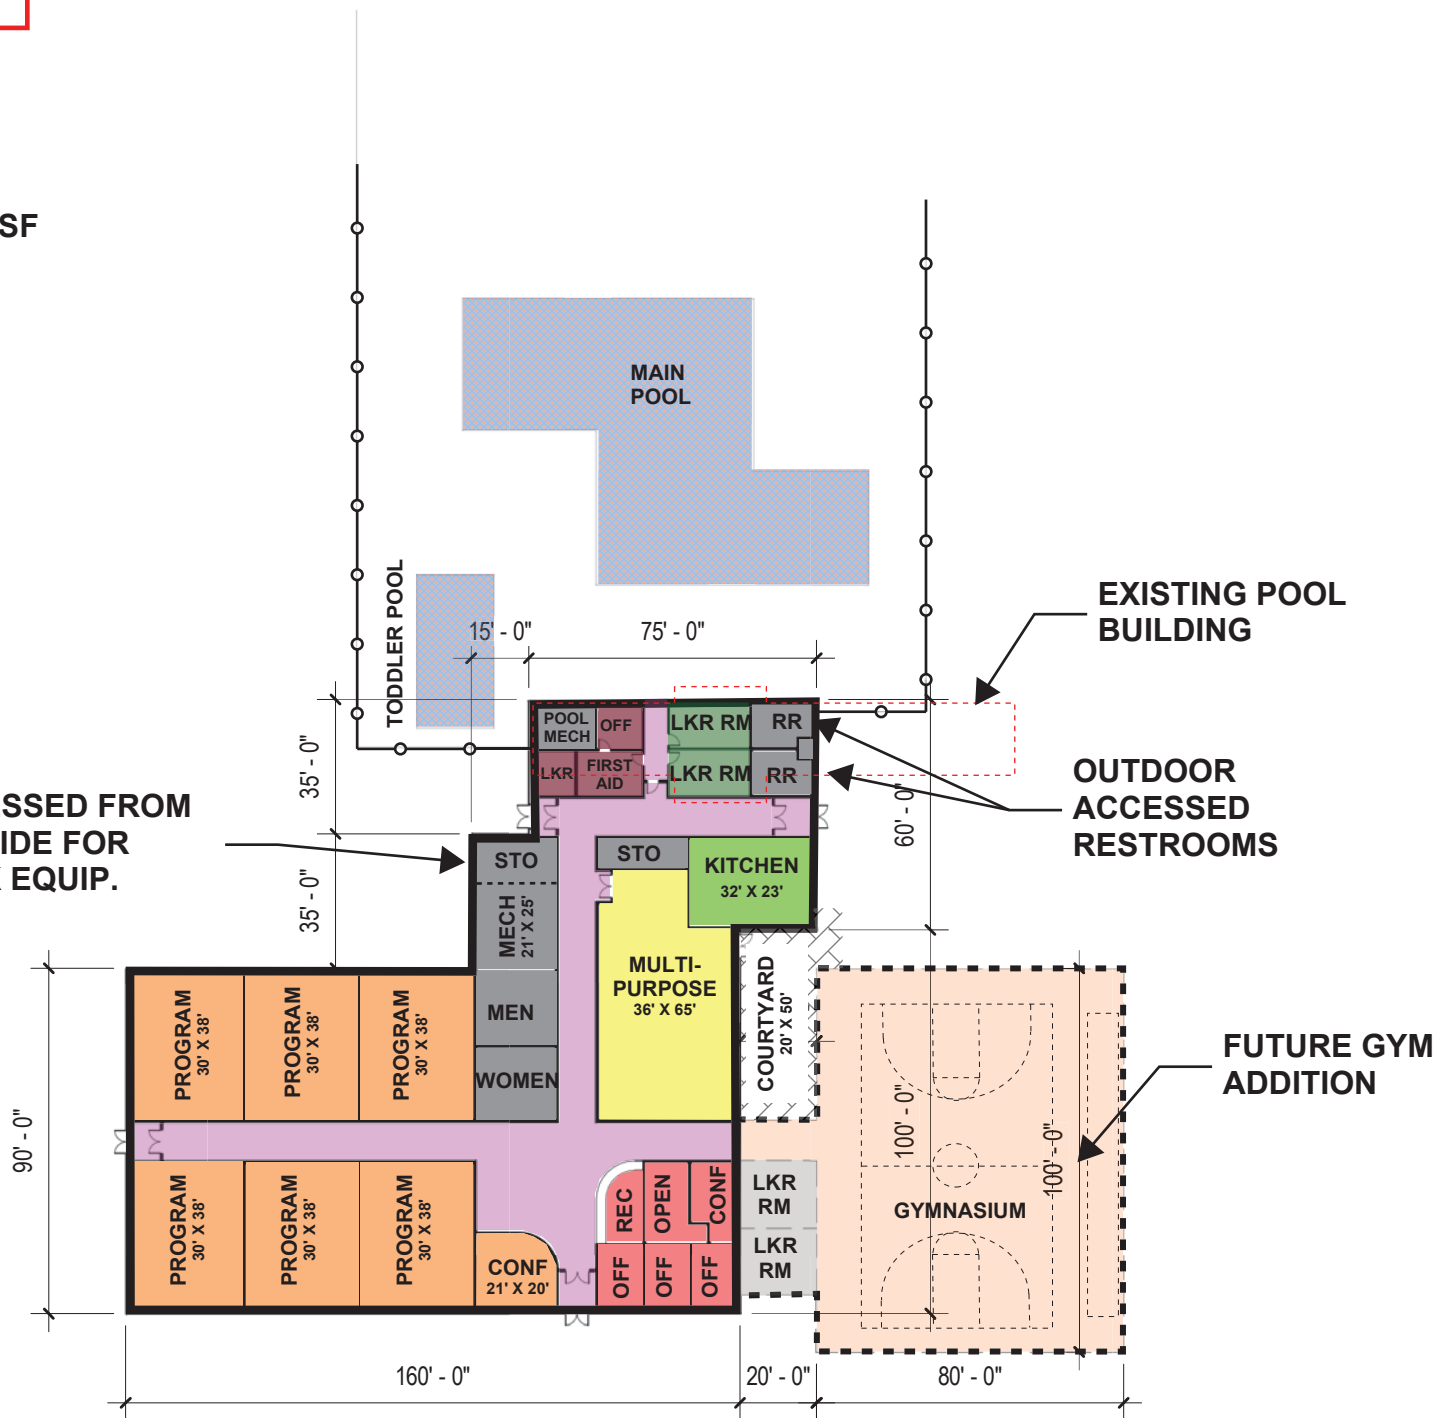 SF
MAIN
POOL
TODDLER POOL
15' - 0"
75' - 0"
EXISTING POOL
BUILDING
POOL
MECH
OFF
LKR RM
RR
LKR
FIRST
AID
LKR RM
RR
35' - 0"
60' - 0"
OUTDOOR
ACCESSED
RESTROOMS
SSED FROM
IDE FOR
EQUIP.
STO
STO
KITCHEN
32' X 23'
35' - 0"
MECH
21' X 25'
MULTI-
PURPOSE
36' X 65'
COURTYARD
20' X 50'
MEN
WOMEN
PROGRAM
30' X 38'
PROGRAM
30' X 38'
PROGRAM
30' X 38'
FUTURE GYM
ADDITION
90' - 0"
100' - 0"
100' - 0"
PROGRAM
30' X 38'
PROGRAM
30' X 38'
PROGRAM
30' X 38'
CONF
21' X 20'
REC
OPEN
CONF
OFF
OFF
OFF
LKR
RM
LKR
RM
GYMNASIUM
160' - 0"
20' - 0"
80' - 0"